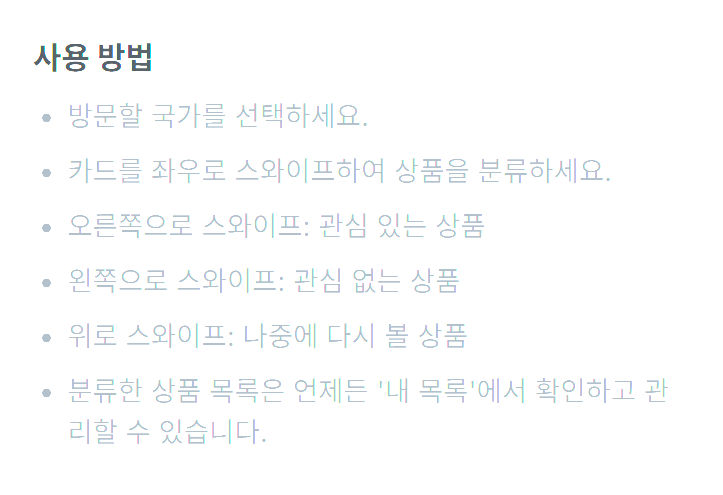 사용 방법
• 방문할 국가를 선택하세요.
• 카드를 좌우로 스와이프하여 상품을 분류하세요.
• 오른쪽으로 스와이프: 관심 있는 상품
• 왼쪽으로 스와이프: 관심 없는 상품
• 위로 스와이프: 나중에 다시 볼 상품
• 분류한 상품 목록은 언제든 '내 목록'에서 확인하고 관
리할 수 있습니다.